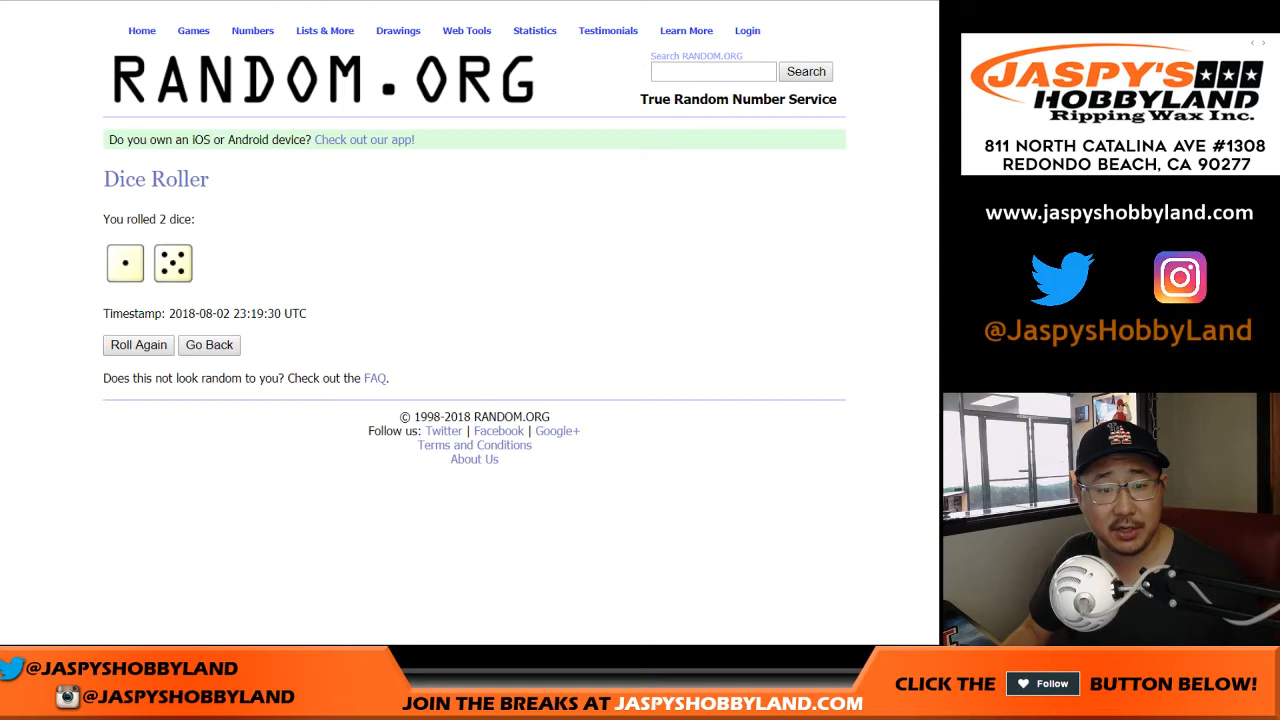 Home Games Numbers Lists & More Drawings Web Tools Statistics Testimonials Learn More Login
RANDOM.ORG
Search RANDOM.ORG
Search
True Random Number Service
Do you own an iOS or Android device? Check out our app!
Dice Roller
You rolled 2 dice:
Timestamp: 2018-08-02 23:19:30 UTC
Roll Again Go Back
Does this not look random to you? Check out the FAQ.
© 1998-2018 RANDOM.ORG
Follow us: Twitter | Facebook | Google+
Terms and Conditions
About Us
JASPY'S
HOBBYLAND
Ripping Wax Inc.
811 NORTH CATALINA AVE #1308
REDONDO BEACH, CA 90277
www.jaspyshobbyland.com
@JaspysHobbyLand
@JASPYSHOBBYLAND
@JASPYSHOBBYLAND
JOIN THE BREAKS AT JASPYSHOBBYLAND.COM
CLICK THE Follow BUTTON BELOW!